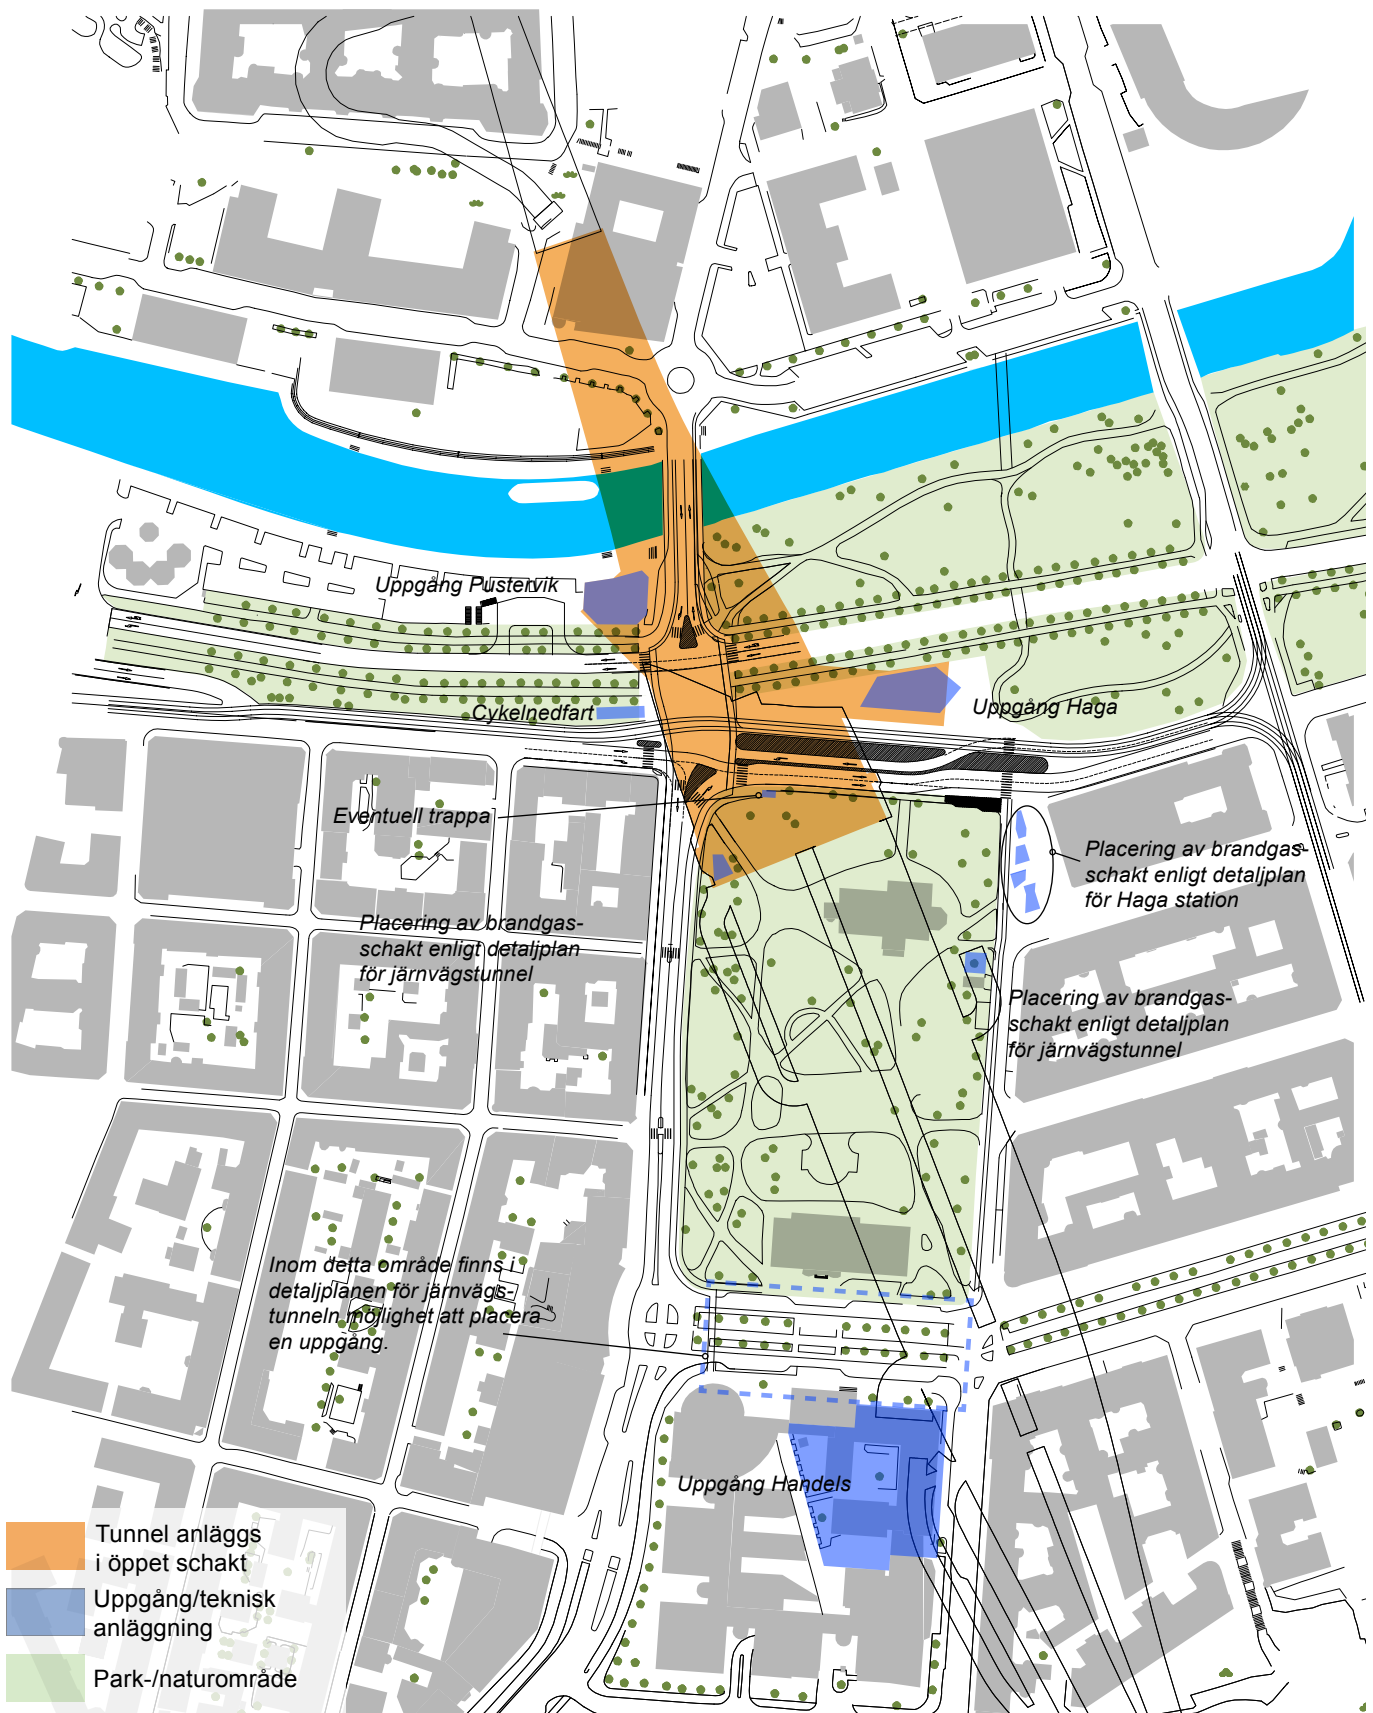 Uppgång Pustervik
Cykelnedfart
Uppgång Haga
Eventuell trappa
Placering av brandgas-
schakt enligt detaljplan
för Haga station
Placering av brandgas-
schakt enligt detaljplan
för järnvägstunnel
Placering av brandgas-
schakt enligt detaljplan
för järnvägstunnel
Inom detta område finns i
detaljplanen för järnvägs-
tunneln möjlighet att placera
en uppgång.
Uppgång Handels
Tunnel anläggs
i öppet schakt
Uppgång/teknisk
anläggning
Park-/naturområde